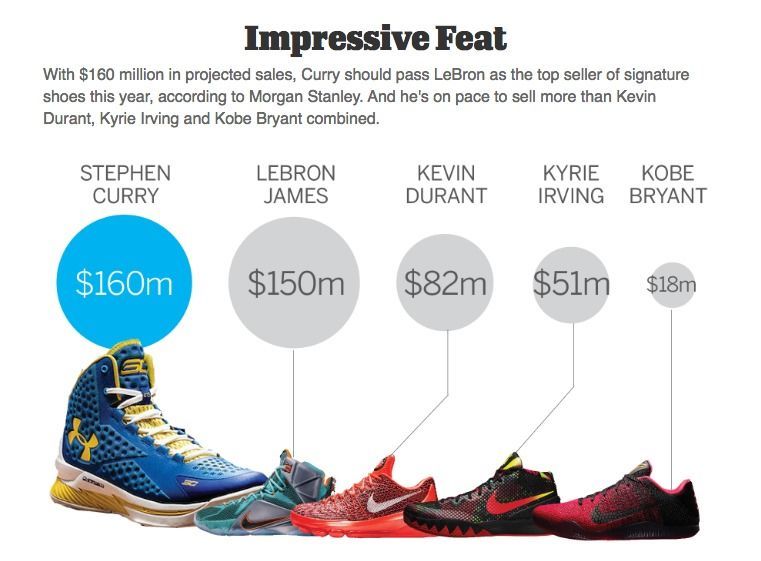 Impressive Feat
With $160 million in projected sales, Curry should pass LeBron as the top seller of signature
shoes this year, according to Morgan Stanley. And he's on pace to sell more than Kevin
Durant, Kyrie Irving and Kobe Bryant combined.
STEPHEN
CURRY
LEBRON
JAMES
KEVIN
DURANT
KYRIE
IRVING
KOBE
BRYANT
$160m
$150m
$82m
$51m
$18m